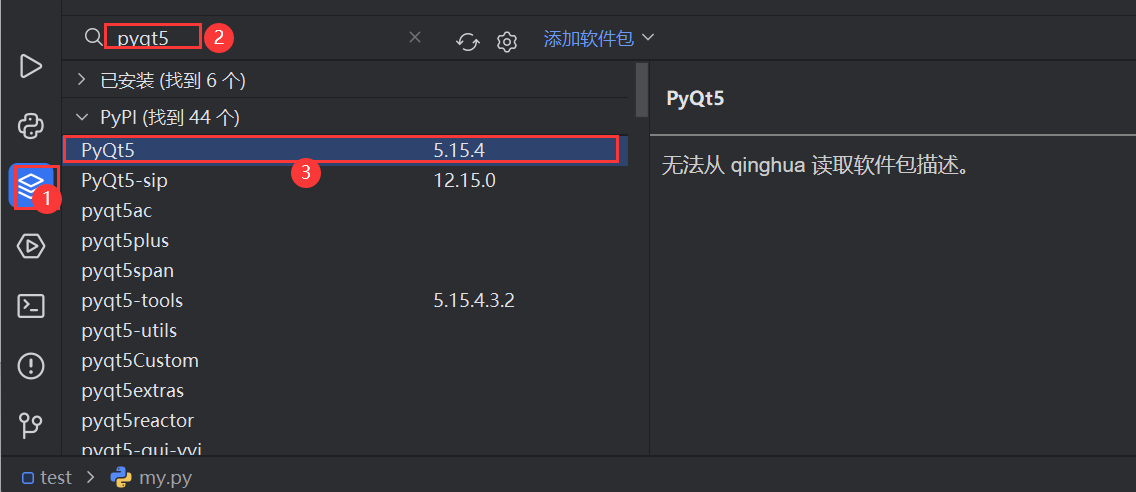 pyqt5 2 添加软件包
已安装 (找到 6 个)
PyPI (找到 44 个)
PyQt5 5.15.4
3
PyQt5-sip 12.15.0
1
pyqt5ac
pyqt5plus
pyqt5span
pyqt5-tools 5.15.4.3.2
pyqt5-utils
pyqt5Custom
pyqt5extras
pyqt5reactor
PyQt5
无法从 qinghua 读取软件包描述。
test > my.py